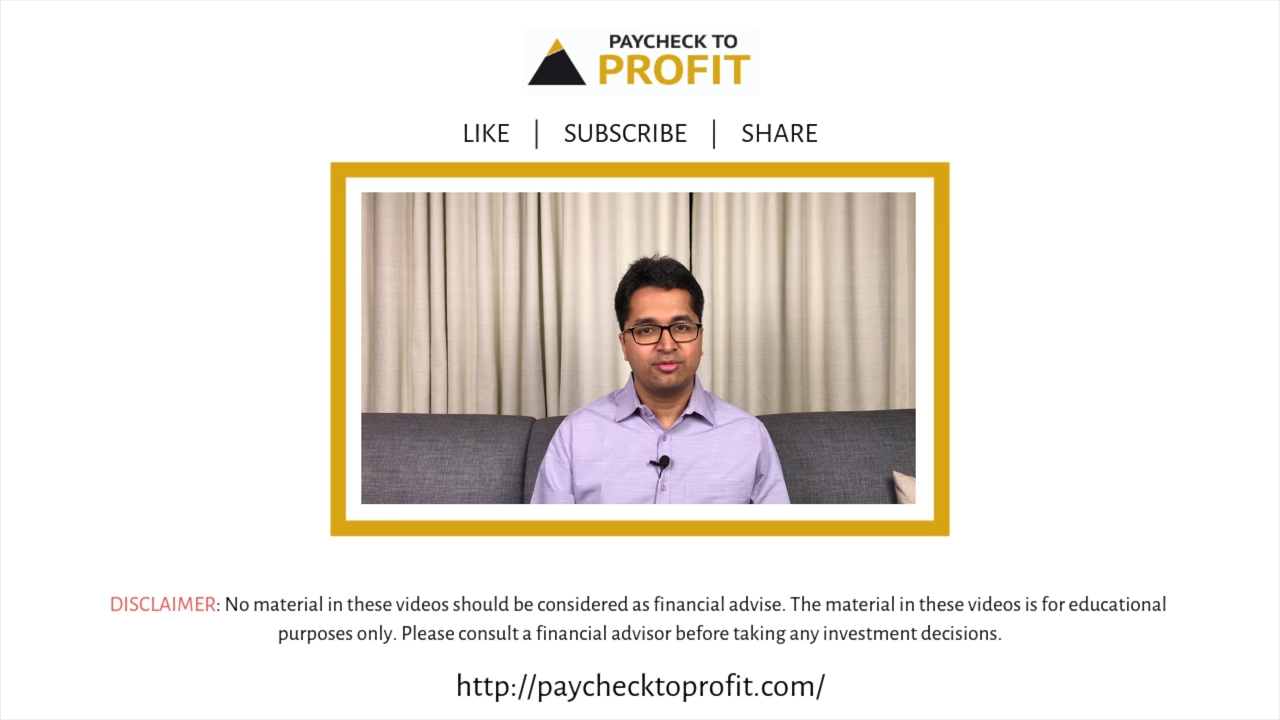 PAYCHECK TO
PROFIT
LIKE | SUBSCRIBE | SHARE
DISCLAIMER: No material in these videos should be considered as financial advise. The material in these videos is for educational
purposes only. Please consult a financial advisor before taking any investment decisions.
http://paychecktoprofit.com/